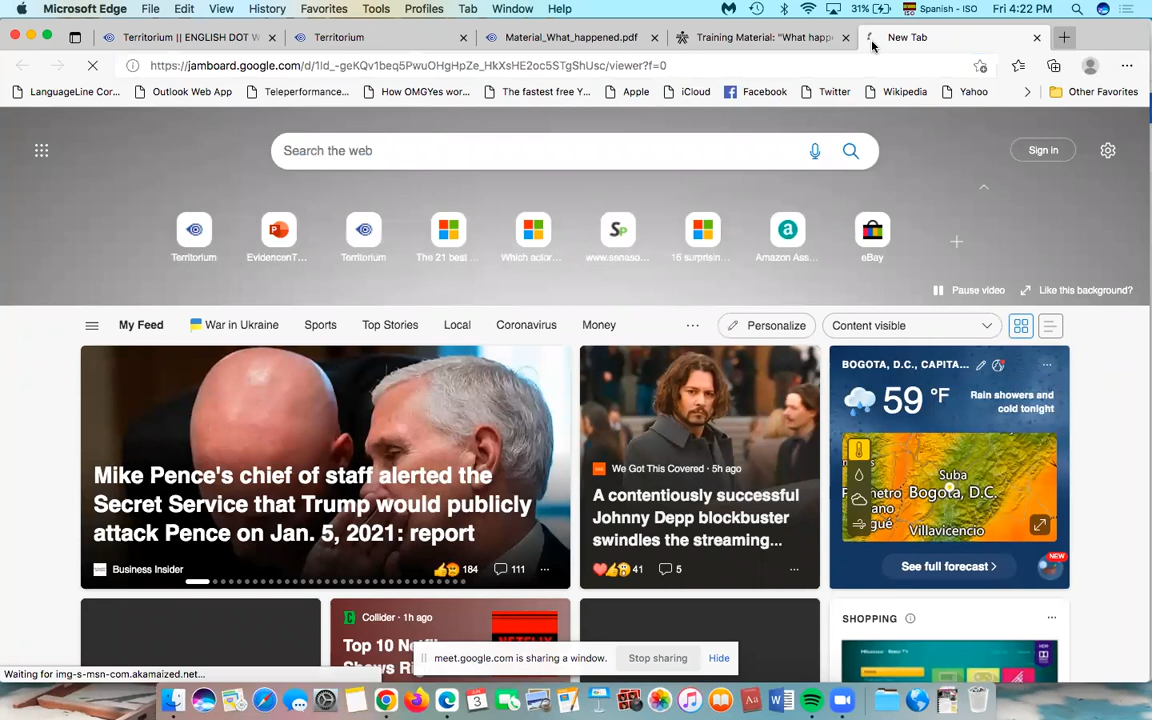 Microsoft Edge File Edit View History Favorites Tools Profiles Tab Window Help
31% Spanish - ISO Fri 4:22 PM
Territorium || ENGLISH DOT W
Territorium
Material_What_happened.pdf
Training Material: "What happ
New Tab
https://jamboard.google.com/d/1ld_-geKQv1beq5PwuOHgHpZe_HkXsHE2oc5STgShUsc/viewer?f=0
LanguageLine Cor...
Outlook Web App
Teleperformance...
How OMGYes wor...
The fastest free Y...
Apple
iCloud
Facebook
Twitter
Wikipedia
Yahoo
Other Favorites
Search the web
Sign in
Territorium
EvidencenT...
Territorium
The 21 best ...
Which actor...
Sp
www.senaso...
16 surprisin...
a
Amazon Ass...
eBay
Pause video
Like this background?
My Feed
War in Ukraine
Sports
Top Stories
Local
Coronavirus
Money
...
Personalize
Content visible
Mike Pence's chief of staff alerted the
Secret Service that Trump would publicly
attack Pence on Jan. 5, 2021: report
Business Insider
184
111
We Got This Covered · 5h ago
A contentiously successful
Johnny Depp blockbuster
swindles the streaming...
41
5
BOGOTA, D.C., CAPITA...
59 °F
Rain showers and
cold tonight
Suba
Bogotá, D.C.
Villavicencio
See full forecast >
NEW
Collider · 1h ago
NETFLIX
Top 10 Netfli
Shows Ri
SHOPPING
meet.google.com is sharing a window.
Stop sharing
Hide
Waiting for img-s-msn-com.akamaized.net...
3